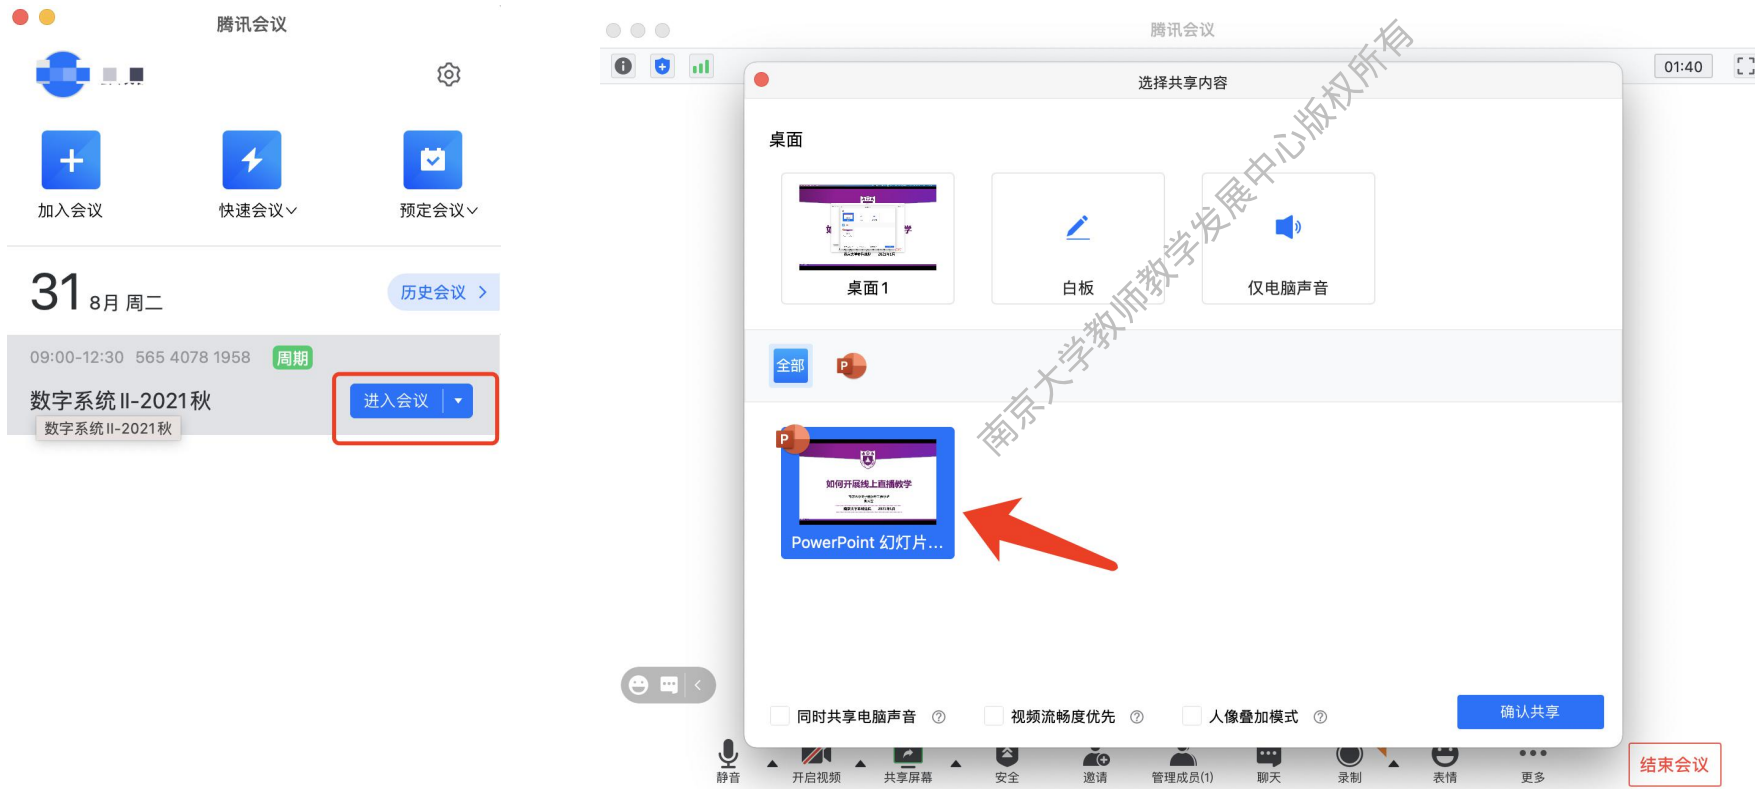 腾讯会议
加入会议
快速会议
预定会议
31 8月 周二
历史会议
09:00-12:30 565 4078 1958 周期
数字系统II-2021秋
进入会议
数字系统II-2021秋
腾讯会议
01:40
选择共享内容
桌面
桌面1
白板
仅电脑声音
全部
P
P
如何开展线上直播教学
PowerPoint 幻灯片...
南京大学教师教学发展中心版权所有
同时共享电脑声音
视频流畅度优先
人像叠加模式
确认共享
静音
开启视频
共享屏幕
安全
邀请
管理成员(1)
聊天
录制
表情
更多
结束会议